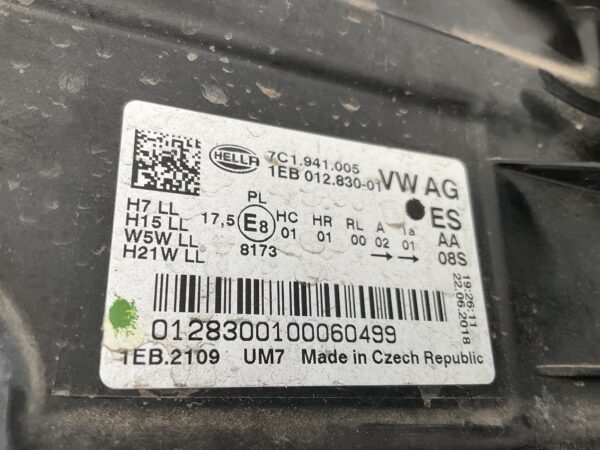 HELLA
7C1.941.005
1EB 012.830-01
VW AG
ES
AA
08S
19:26:11
22.06.2018
H7 LL
H15 LL
W5W LL
H21W LL
PL
17,5 E8 HC HR RL A 1a
01 01 00 02 01
→ →
8173
0128300100060499
1EB.2109 UM7 Made in Czech Republic